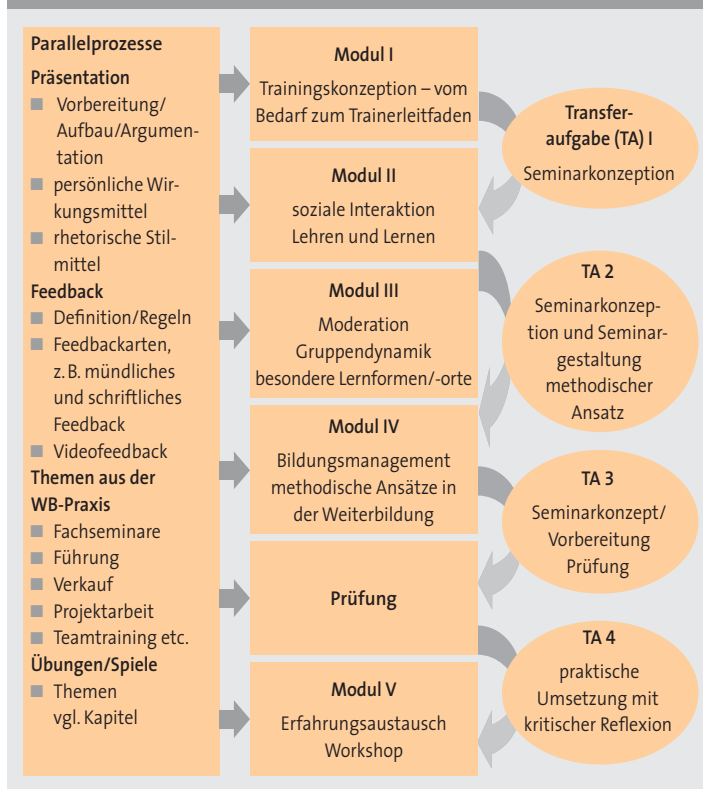 Parallelprozesse
Präsentation
■ Vorbereitung/
Aufbau/Argumen-
tation
■ persönliche Wir-
kungsmittel
■ rhetorische Stil-
mittel
Feedback
■ Definition/Regeln
■ Feedbackarten,
z. B. mündliches
und schriftliches
Feedback
■ Videofeedback
Themen aus der
WB-Praxis
■ Fachseminare
■ Führung
■ Verkauf
■ Projektarbeit
■ Teamtraining etc.
Übungen/Spiele
■ Themen
vgl. Kapitel
Modul I
Trainingskonzeption – vom
Bedarf zum Trainerleitfaden
Modul II
soziale Interaktion
Lehren und Lernen
Modul III
Moderation
Gruppendynamik
besondere Lernformen/-orte
Modul IV
Bildungsmanagement
methodische Ansätze in
der Weiterbildung
Prüfung
Modul V
Erfahrungsaustausch
Workshop
Transfer-
aufgabe (TA) I
Seminarkonzeption
TA 2
Seminarkonzep-
tion und Seminar-
gestaltung
methodischer
Ansatz
TA 3
Seminarkonzept/
Vorbereitung
Prüfung
TA 4
praktische
Umsetzung mit
kritischer Reflexion